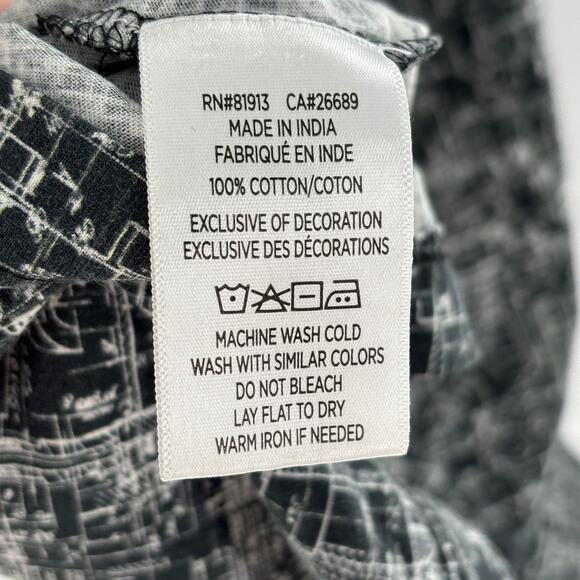 RN#81913 CA#26689
MADE IN INDIA
FABRIQUÉ EN INDE
100% COTTON/COTON
EXCLUSIVE OF DECORATION
EXCLUSIVE DES DÉCORATIONS
MACHINE WASH COLD
WASH WITH SIMILAR COLORS
DO NOT BLEACH
LAY FLAT TO DRY
WARM IRON IF NEEDED